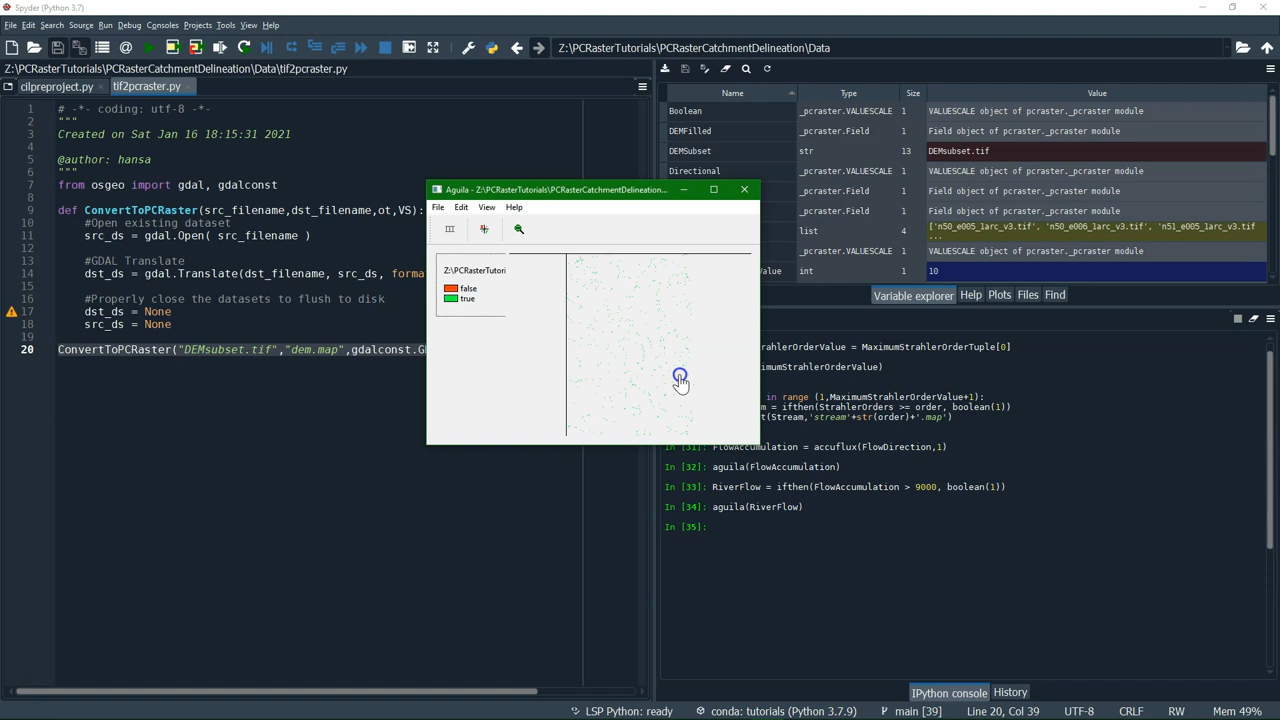 Spyder (Python 3.7)
File Edit Search Source Run Debug Consoles Projects Tools View Help
Z:\PCRasterTutorials\PCRasterCatchmentDelineation\Data
Z:\PCRasterTutorials\PCRasterCatchmentDelineation\Data\tif2pcraster.py
cilpreproject.py
tif2pcraster.py
1 # -*- coding: utf-8 -*-
2 """
3 Created on Sat Jan 16 18:15:31 2021
4
5 @author: hansa
6 """
7 from osgeo import gdal, gdalconst
8
9 def ConvertToPCRaster(src_filename,dst_filename,ot,VS):
10 #Open existing dataset
11 src_ds = gdal.Open( src_filename )
12
13 #GDAL Translate
14 dst_ds = gdal.Translate(dst_filename, src_ds, forma
15
16 #Properly close the datasets to flush to disk
17 dst_ds = None
18 src_ds = None
19
20 ConvertToPCRaster("DEMsubset.tif","dem.map",gdalconst.G
Name Type Size Value
Boolean _pcraster.VALUESCALE 1 VALUESCALE object of pcraster._pcraster module
DEMFilled _pcraster.Field 1 Field object of pcraster._pcraster module
DEMSubset str 13 DEMsubset.tif
Directional _pcraster.VALUESCALE 1 VALUESCALE object of pcraster._pcraster module
_pcraster.Field 1 Field object of pcraster._pcraster module
_pcraster.Field 1 Field object of pcraster._pcraster module
list 4 ['n50_e005_1arc_v3.tif', 'n50_e006_1arc_v3.tif', 'n51_e005_1arc_v3.tif'
...
_pcraster.VALUESCALE 1 VALUESCALE object of pcraster._pcraster module
Value int 1 10
Variable explorer Help Plots Files Find
Aguila - Z:\PCRasterTutorials\PCRasterCatchmentDelineation...
File Edit View Help
Z:\PCRasterTutori
false
true
rahlerOrderValue = MaximumStrahlerOrderTuple[0]
imumStrahlerOrderValue)
in range (1,MaximumStrahlerOrderValue+1):
m = ifthen(StrahlerOrders >= order, boolean(1))
t(Stream,'stream'+str(order)+'.map')
In [31]: FlowAccumulation = accuflux(FlowDirection,1)
In [32]: aguila(FlowAccumulation)
In [33]: RiverFlow = ifthen(FlowAccumulation > 9000, boolean(1))
In [34]: aguila(RiverFlow)
In [35]:
IPython console History
LSP Python: ready conda: tutorials (Python 3.7.9) main [39] Line 20, Col 39 UTF-8 CRLF RW Mem 49%